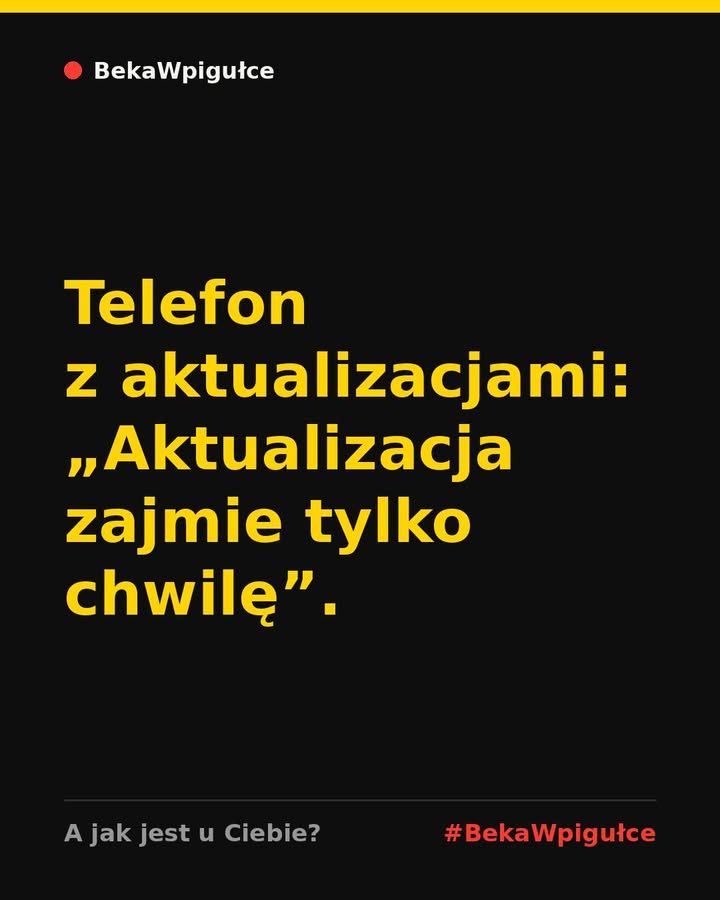 BekaWpigułce
Telefon
z aktualizacjami:
„Aktualizacja
zajmie tylko
chwilę”.
A jak jest u Ciebie?
#BekaWpigułce